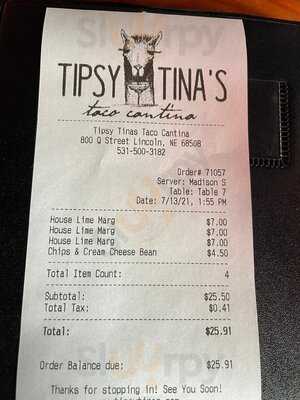 TIPSY TINA'S
taco cantina
Tipsy Tinas Taco Cantina
800 Q Street Lincoln, NE 68508
531-500-3182
Order# 71057
Server: Madison S
Table: Table 7
Date: 7/13/21, 1:55 PM
House Lime Marg $7.00
House Lime Marg $7.00
House Lime Marg $7.00
Chips & Cream Cheese Bean $4.50
Total Item Count: 4
Subtotal: $25.50
Total Tax: $0.41
Total: $25.91
Order Balance due: $25.91
Thanks for stopping in! See You Soon!